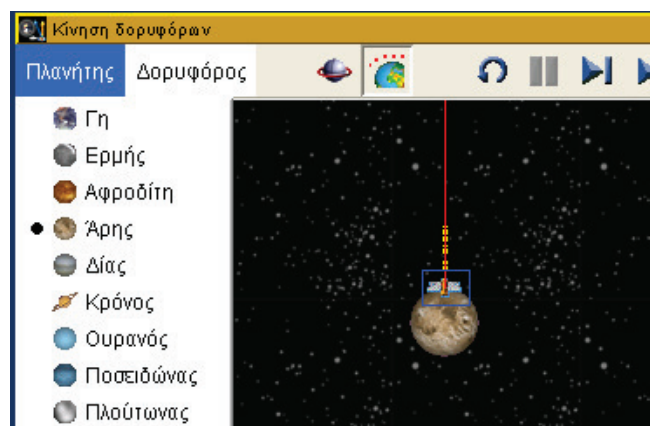 Κίνηση δορυφόρων
Πλανήτης Δορυφόρος
Γη
Ερμής
Αφροδίτη
Άρης
Δίας
Κρόνος
Ουρανός
Ποσειδώνας
Πλούτωνας